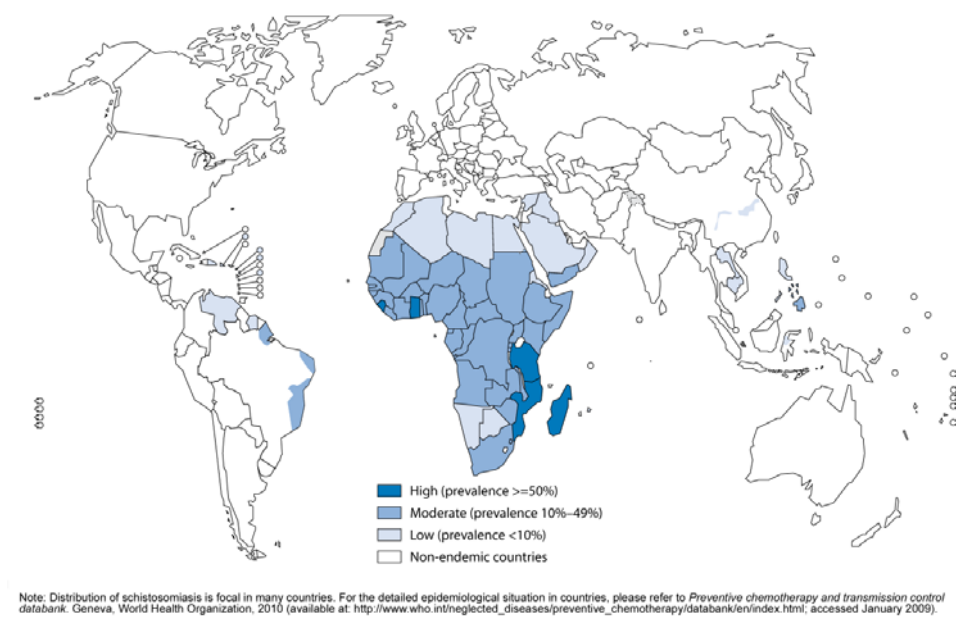 High (prevalence >=50%)
Moderate (prevalence 10%–49%)
Low (prevalence <10%)
Non-endemic countries
Note: Distribution of schistosomiasis is focal in many countries. For the detailed epidemiological situation in countries, please refer to Preventive chemotherapy and transmission control
databank. Geneva, World Health Organization, 2010 (available at: http://www.who.int/neglected_diseases/preventive_chemotherapy/databank/en/index.html; accessed January 2009).